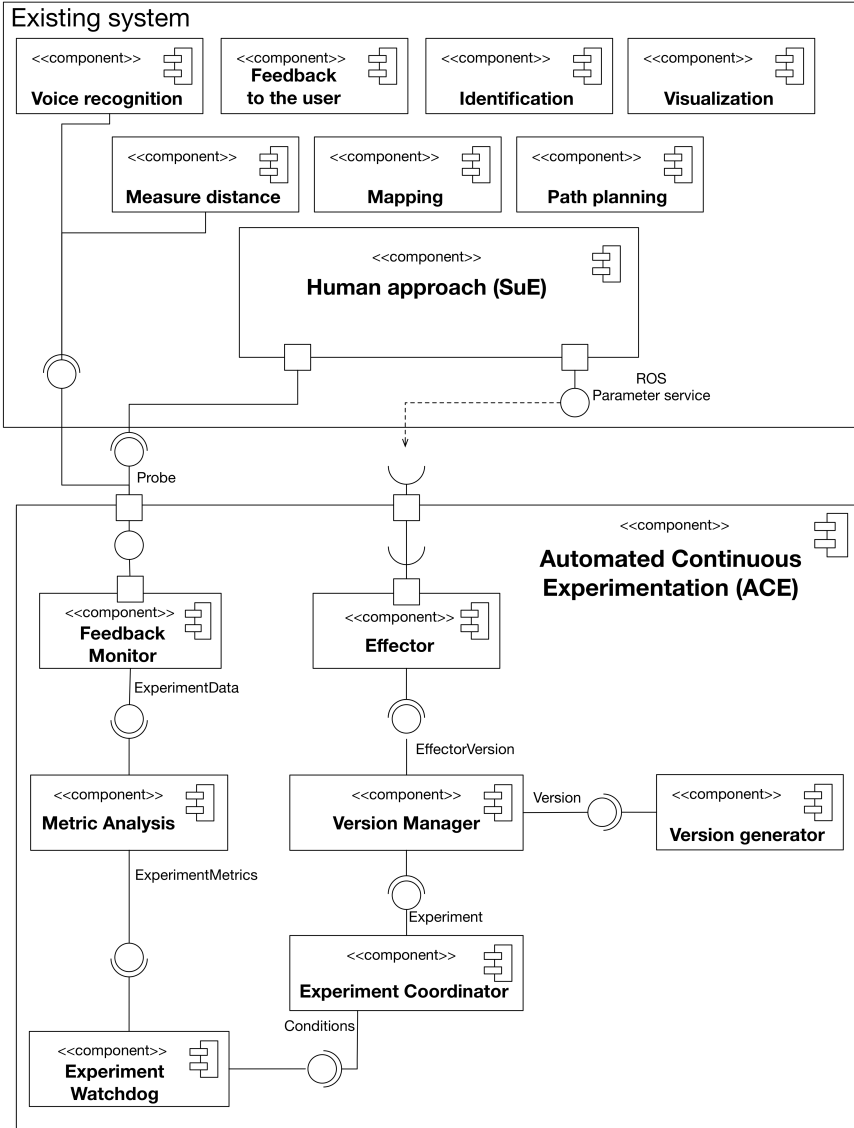 Existing system
<<component>>
Voice recognition
<<component>>
Feedback
to the user
<<component>>
Identification
<<component>>
Visualization
<<component>>
Measure distance
<<component>>
Mapping
<<component>>
Path planning
<<component>>
Human approach (SuE)
ROS
Parameter service
Probe
<<component>>
Automated Continuous
Experimentation (ACE)
<<component>>
Feedback
Monitor
<<component>>
Effector
ExperimentData
EffectorVersion
<<component>>
Metric Analysis
<<component>>
Version Manager
Version
<<component>>
Version generator
ExperimentMetrics
Experiment
<<component>>
Experiment Coordinator
Conditions
<<component>>
Experiment
Watchdog